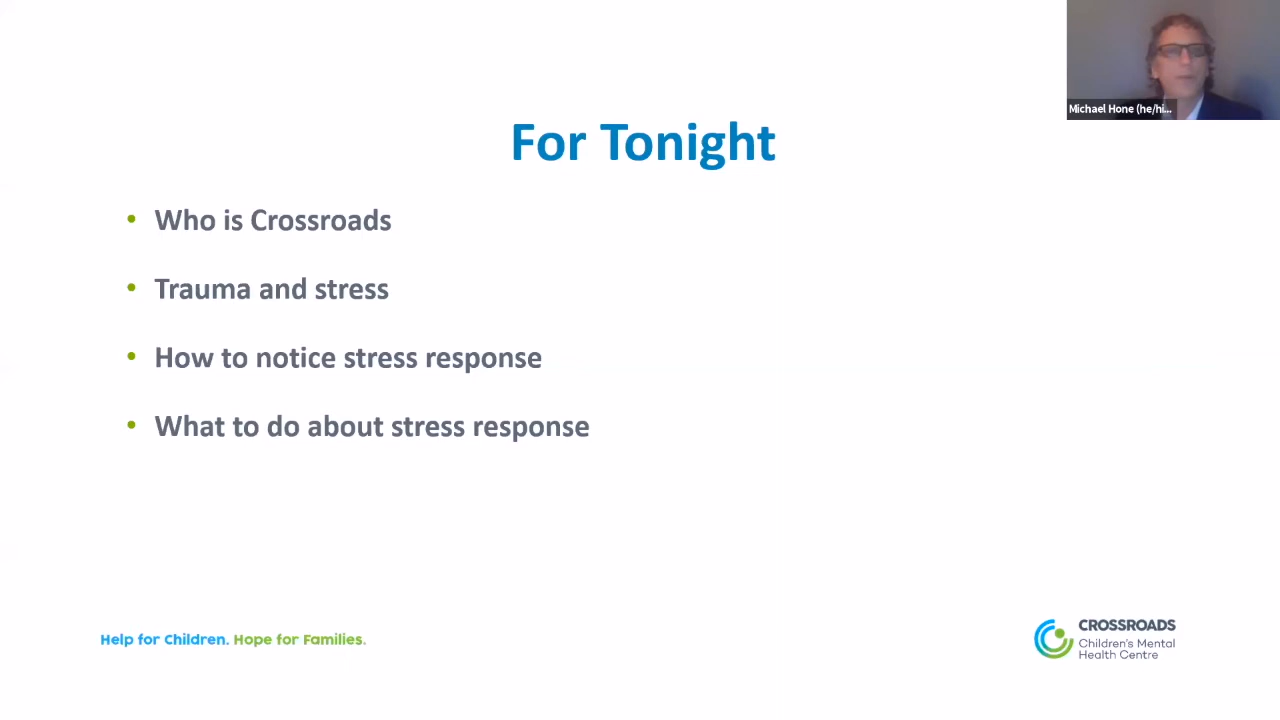 Michael Hone (he/hi...
For Tonight
• Who is Crossroads
• Trauma and stress
• How to notice stress response
• What to do about stress response
Help for Children. Hope for Families.
CROSSROADS
Children's Mental
Health Centre